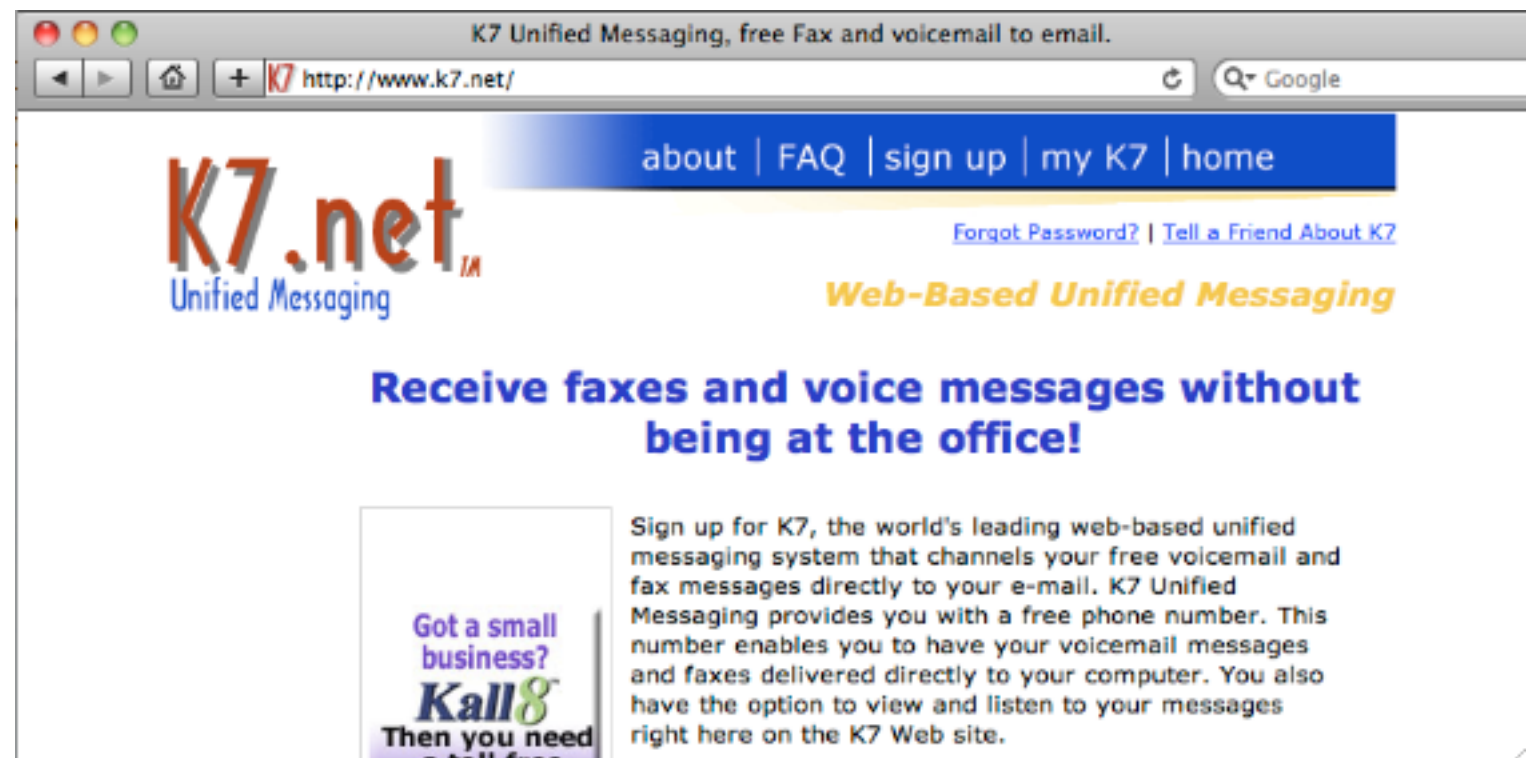 K7 Unified Messaging, free Fax and voicemail to email.
K7 http://www.k7.net/
Google
about | FAQ | sign up | my K7 | home
K7.net TM
Unified Messaging
Forgot Password? | Tell a Friend About K7
Web-Based Unified Messaging
Receive faxes and voice messages without
being at the office!
Got a small
business?
Kall8
Then you need
a toll free
Sign up for K7, the world's leading web-based unified
messaging system that channels your free voicemail and
fax messages directly to your e-mail. K7 Unified
Messaging provides you with a free phone number. This
number enables you to have your voicemail messages
and faxes delivered directly to your computer. You also
have the option to view and listen to your messages
right here on the K7 Web site.